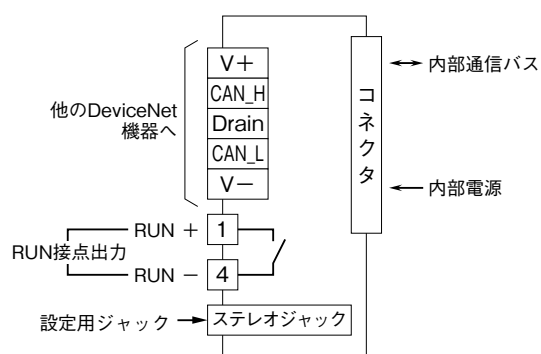 他のDeviceNet
機器へ
V＋
CAN_H
Drain
CAN_L
V－
コネクタ
内部通信バス
内部電源
RUN接点出力
RUN ＋
1
RUN －
4
設定用ジャック
ステレオジャック